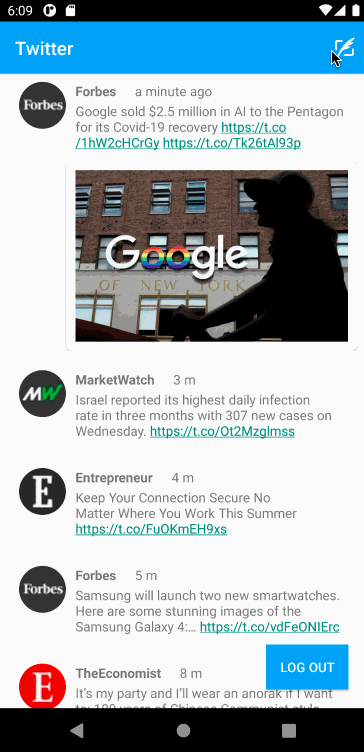 6:09
Twitter
Forbes a minute ago
Forbes
Google sold $2.5 million in AI to the Pentagon
for its Covid-19 recovery https://t.co
/1hW2cHCrGy https://t.co/Tk26tAl93p
Google
OF NEW YORK
MarketWatch 3 m
MW
Israel reported its highest daily infection
rate in three months with 307 new cases on
Wednesday. https://t.co/Ot2Mzglmss
Entrepreneur 4 m
E
Keep Your Connection Secure No
Matter Where You Work This Summer
https://t.co/FuOKmEH9xs
Forbes 5 m
Forbes
Samsung will launch two new smartwatches.
Here are some stunning images of the
Samsung Galaxy 4:... https://t.co/vdFeONIErc
LOG OUT
TheEconomist 8 m
E
It's my party and I'll wear an anorak if I want
to: 100 years of Chinese Communist style